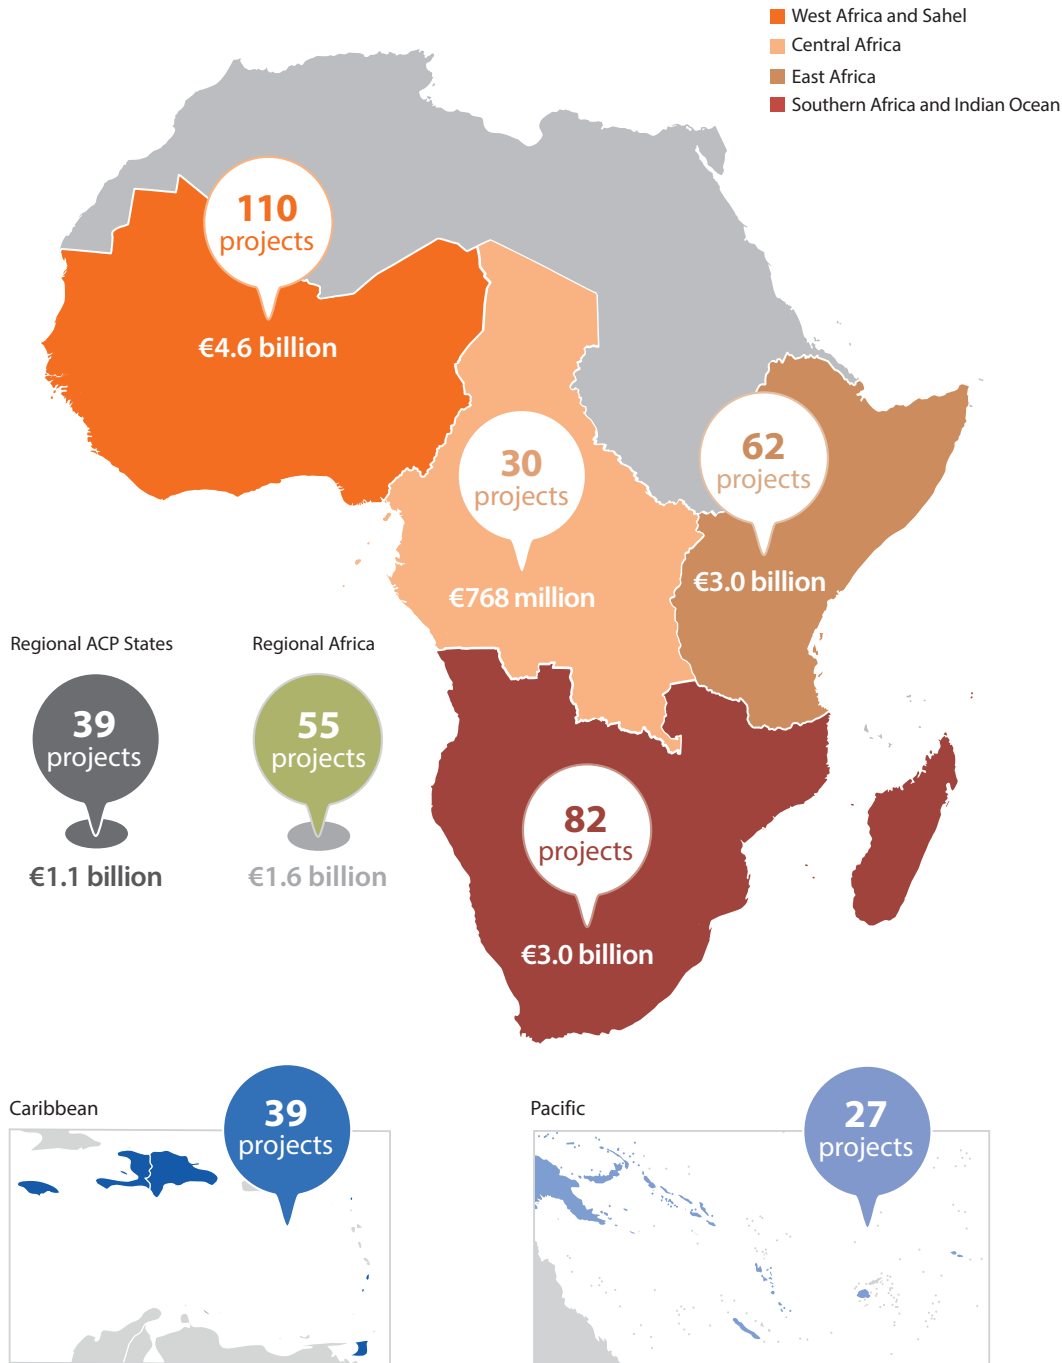 West Africa and Sahel
Central Africa
East Africa
Southern Africa and Indian Ocean
110
projects
€4.6 billion
30
projects
€768 million
62
projects
€3.0 billion
Regional ACP States
39
projects
€1.1 billion
Regional Africa
55
projects
€1.6 billion
82
projects
€3.0 billion
Caribbean
39
projects
Pacific
27
projects